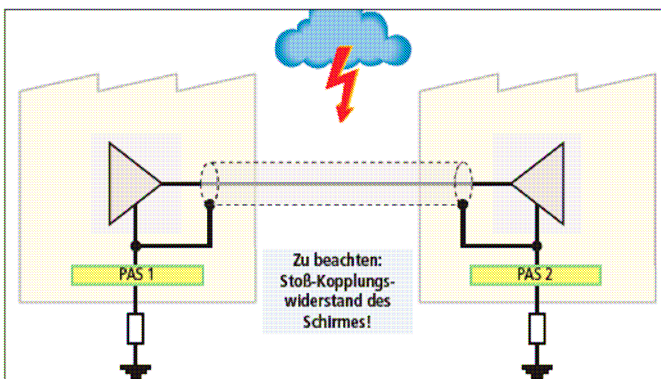 Zu beachten:
Stoß-Kopplungs-
widerstand des
Schirmes!
PAS 1
PAS 2